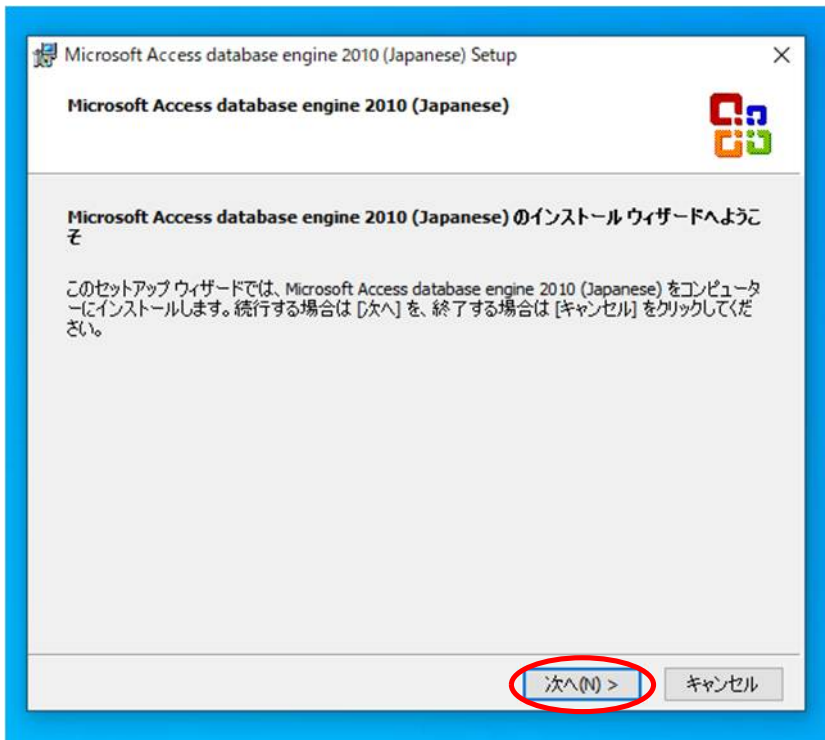 Microsoft Access database engine 2010 (Japanese) Setup
Microsoft Access database engine 2010 (Japanese)
Microsoft Access database engine 2010 (Japanese) のインストール ウィザードへようこ
そ
このセットアップ ウィザードでは、Microsoft Access database engine 2010 (Japanese) をコンピュータ
ーにインストールします。続行する場合は [次へ] を、終了する場合は [キャンセル] をクリックしてくだ
さい。
次へ(N) >
キャンセル